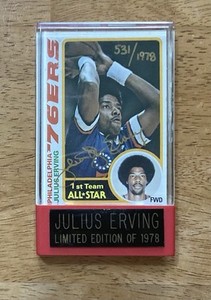 531/1978
PHILADELPHIA
JULIUS ERVING
76ERS
1st Team
ALL★STAR
FWD
JULIUS ERVING
LIMITED EDITION OF 1978